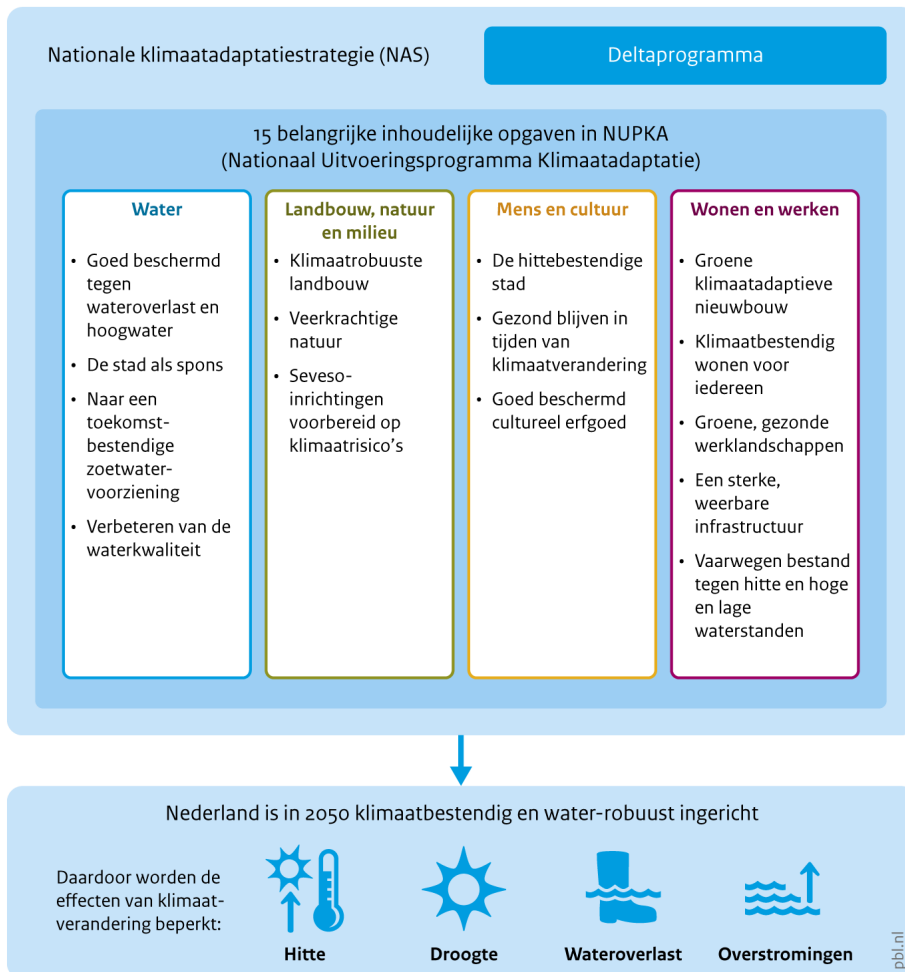 Nationale klimaatadaptatiestrategie (NAS)
Deltaprogramma
15 belangrijke inhoudelijke opgaven in NUPKA
(Nationaal Uitvoeringsprogramma Klimaatadaptatie)
Water
• Goed beschermd
tegen
wateroverlast en
hoogwater
• De stad als spons
• Naar een
toekomst-
bestendige
zoetwater-
voorziening
• Verbeteren van de
waterkwaliteit
Landbouw, natuur
en milieu
• Klimaatrobuuste
landbouw
• Veerkrachtige
natuur
• Seveso-
inrichtingen
voorbereid op
klimaatrisico’s
Mens en cultuur
• De hittebestendige
stad
• Gezond blijven in
tijden van
klimaatverandering
• Goed beschermd
cultureel erfgoed
Wonen en werken
• Groene
klimaatadaptieve
nieuwbouw
• Klimaatbestendig
wonen voor
iedereen
• Groene, gezonde
werklandschappen
• Een sterke,
weerbare
infrastructuur
• Vaarwegen bestand
tegen hitte en hoge
en lage
waterstanden
Nederland is in 2050 klimaatbestendig en water-robuust ingericht
Daardoor worden de
effecten van klimaat-
verandering beperkt:
Hitte
Droogte
Wateroverlast
Overstromingen
pbl.nl